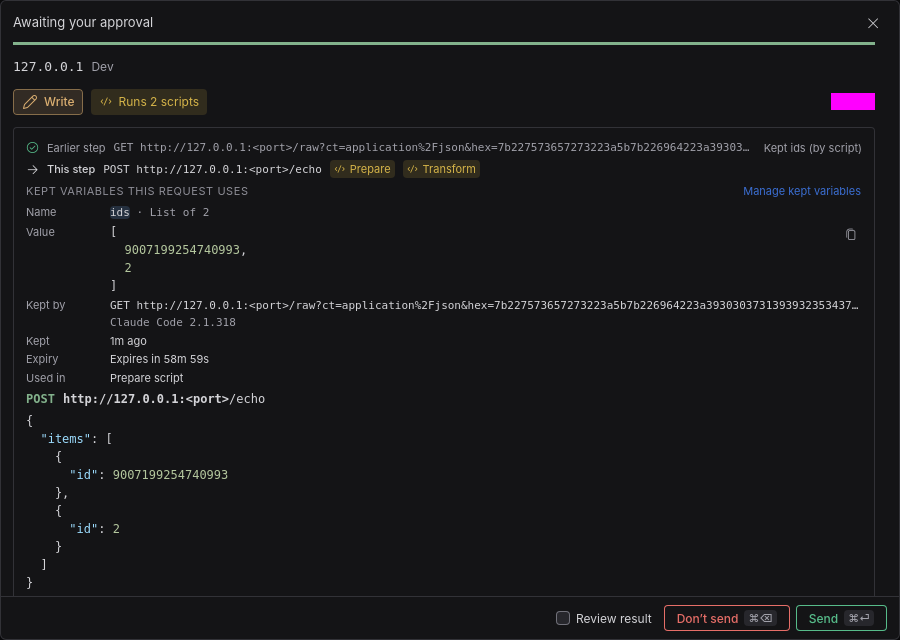 Awaiting your approval
127.0.0.1 Dev
Write
Runs 2 scripts
Earlier step GET http://127.0.0.1:<port>/raw?ct=application%2Fjson&hex=7b227573657273223a5b7b226964223a39303… Kept ids (by script)
This step POST http://127.0.0.1:<port>/echo Prepare Transform
KEPT VARIABLES THIS REQUEST USES Manage kept variables
Name ids · List of 2
Value [
9007199254740993,
2
]
Kept by GET http://127.0.0.1:<port>/raw?ct=application%2Fjson&hex=7b227573657273223a5b7b226964223a3930303731393932353437…
Claude Code 2.1.318
Kept 1m ago
Expiry Expires in 58m 59s
Used in Prepare script
POST http://127.0.0.1:<port>/echo
{
"items": [
{
"id": 9007199254740993
},
{
"id": 2
}
]
}
Review result Don't send ⌘⌫ Send ⌘⏎